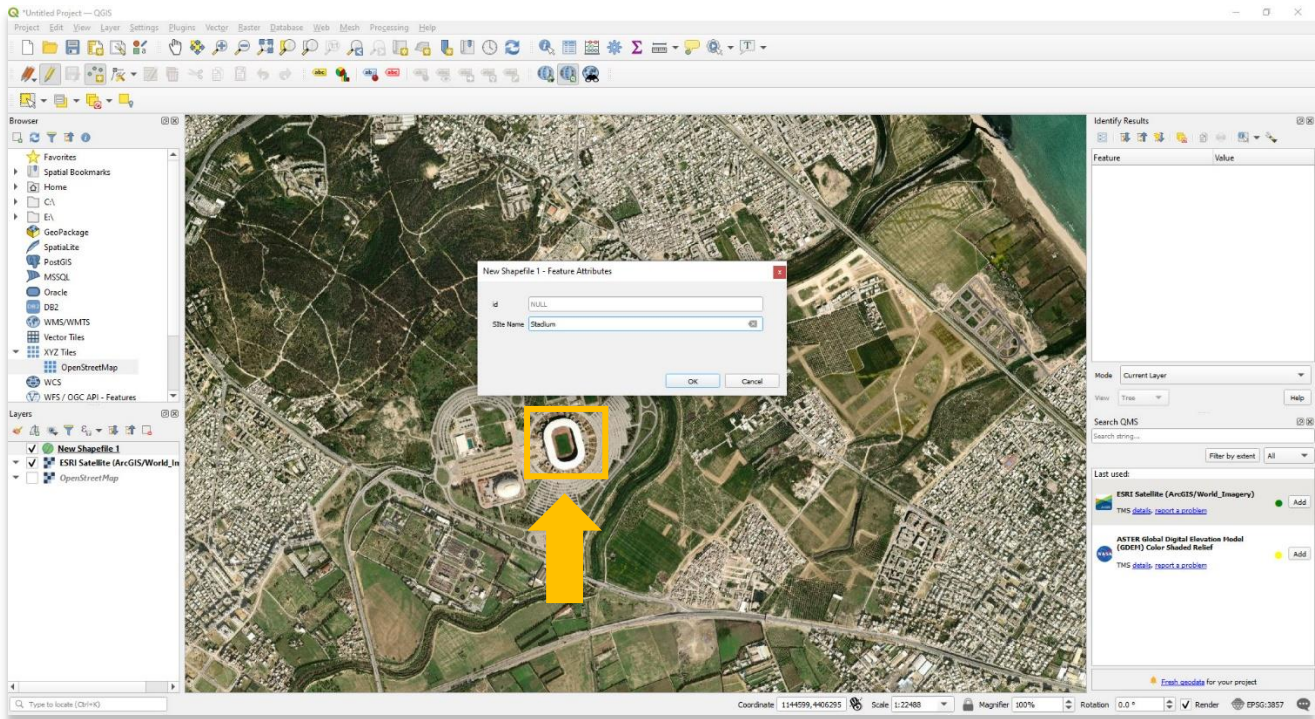 *Untitled Project — QGIS
Project Edit View Layer Settings Plugins Vector Raster Database Web Mesh Processing Help
Browser
Favorites
Spatial Bookmarks
Home
C:\
E:\
GeoPackage
SpatiaLite
PostGIS
MSSQL
Oracle
DB2
WMS/WMTS
Vector Tiles
XYZ Tiles
OpenStreetMap
WCS
WFS / OGC API - Features
Layers
New Shapefile 1
ESRI Satellite (ArcGIS/World_In
OpenStreetMap
New Shapefile 1 - Feature Attributes
id NULL
SIte Name Stadium
OK Cancel
Identify Results
Feature Value
Mode Current Layer
View Tree Help
Search QMS
Search string...
Filter by extent All
Last used:
ESRI Satellite (ArcGIS/World_Imagery)
TMS details, report a problem
Add
ASTER Global Digital Elevation Model
(GDEM) Color Shaded Relief
TMS details, report a problem
Add
Fresh geodata for your project
Type to locate (Ctrl+K) Coordinate 1144599,4406295 Scale 1:22488 Magnifier 100% Rotation 0.0 ° Render EPSG:3857